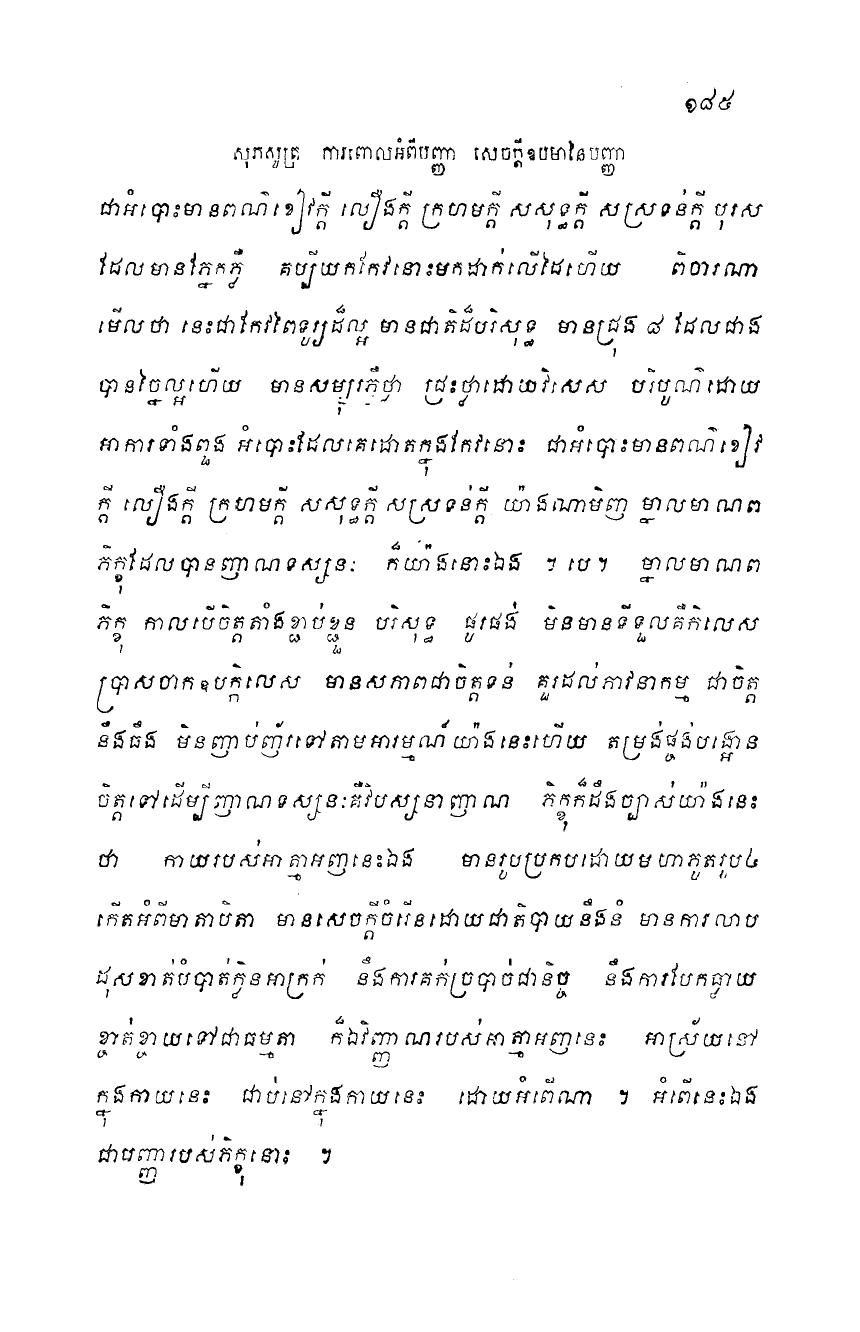 ១៨៥
សុភសូត្រ ការពោលអំពីបញ្ញា សេចក្តីឧបមានៃបញ្ញា
ជាអំបោះមានពណ៌ខៀវក្តី លឿងក្តី ក្រហមក្តី សសុទ្ធក្តី សស្រទន់ក្តី បុរស
ដែលមានភ្នែកភ្លឺ គប្បីយកកែវនោះមកដាក់លើដៃហើយ ពិចារណា
មើលថា នេះជាកែវពៃទូរ្យដ៏ល្អ មានជាតិដ៏បរិសុទ្ធ មានជ្រុង ៨ ដែលជាង
បានច្នៃល្អហើយ មានសម្បុរភ្លឺថ្លា ជ្រះថ្លាដោយវិសេស បរិបូណ៌ដោយ
អាការទាំងពួង អំបោះដែលគេដោតក្នុងកែវនោះ ជាអំបោះមានពណ៌ខៀវ
ក្តី លឿងក្តី ក្រហមក្តី សសុទ្ធក្តី សស្រទន់ក្តី យ៉ាងណាមិញ ម្នាលមាណព
ភិក្ខុដែលបានញាណទស្សនៈ ក៏យ៉ាងនោះឯង ។ បេ។ ម្នាលមាណព
ភិក្ខុ កាលបើចិត្តតាំងខ្ជាប់ខ្ជួន បរិសុទ្ធ ផូរផង់ មិនមានទីទួលគឺកិលេស
ប្រាសចាកឧបក្កិលេស មានសភាពជាចិត្តទន់ គួរដល់ភាវនាកម្ម ជាចិត្ត
នឹងធឹង មិនញាប់ញ័រទៅតាមអារម្មណ៍យ៉ាងនេះហើយ តម្រង់ផ្ចង់បង្អោន
ចិត្តទៅដើម្បីញាណទស្សនៈគឺវិបស្សនាញាណ ភិក្ខុក៏ដឹងច្បាស់យ៉ាងនេះ
ថា កាយរបស់អាត្មាអញនេះឯង មានរូបប្រកបដោយមហាភូតរូប៤
កើតអំពីមាតាបិតា មានសេចក្តីចំរើនដោយជាតិបាយនឹងនំ មានការលាប
ដុសខាត់បំបាត់ក្លិនអាក្រក់ នឹងការគក់ច្របាច់ជានិច្ច នឹងការបែកធ្លាយ
ខ្ចាត់ខ្ចាយទៅជាធម្មតា ក៏ឯវិញ្ញាណរបស់អាត្មាអញនេះ អាស្រ័យនៅ
ក្នុងកាយនេះ ជាប់នៅក្នុងកាយនេះ ដោយអំពើណា ។ អំពើនេះឯង
ជាបញ្ញារបស់ភិក្ខុនោះ ។